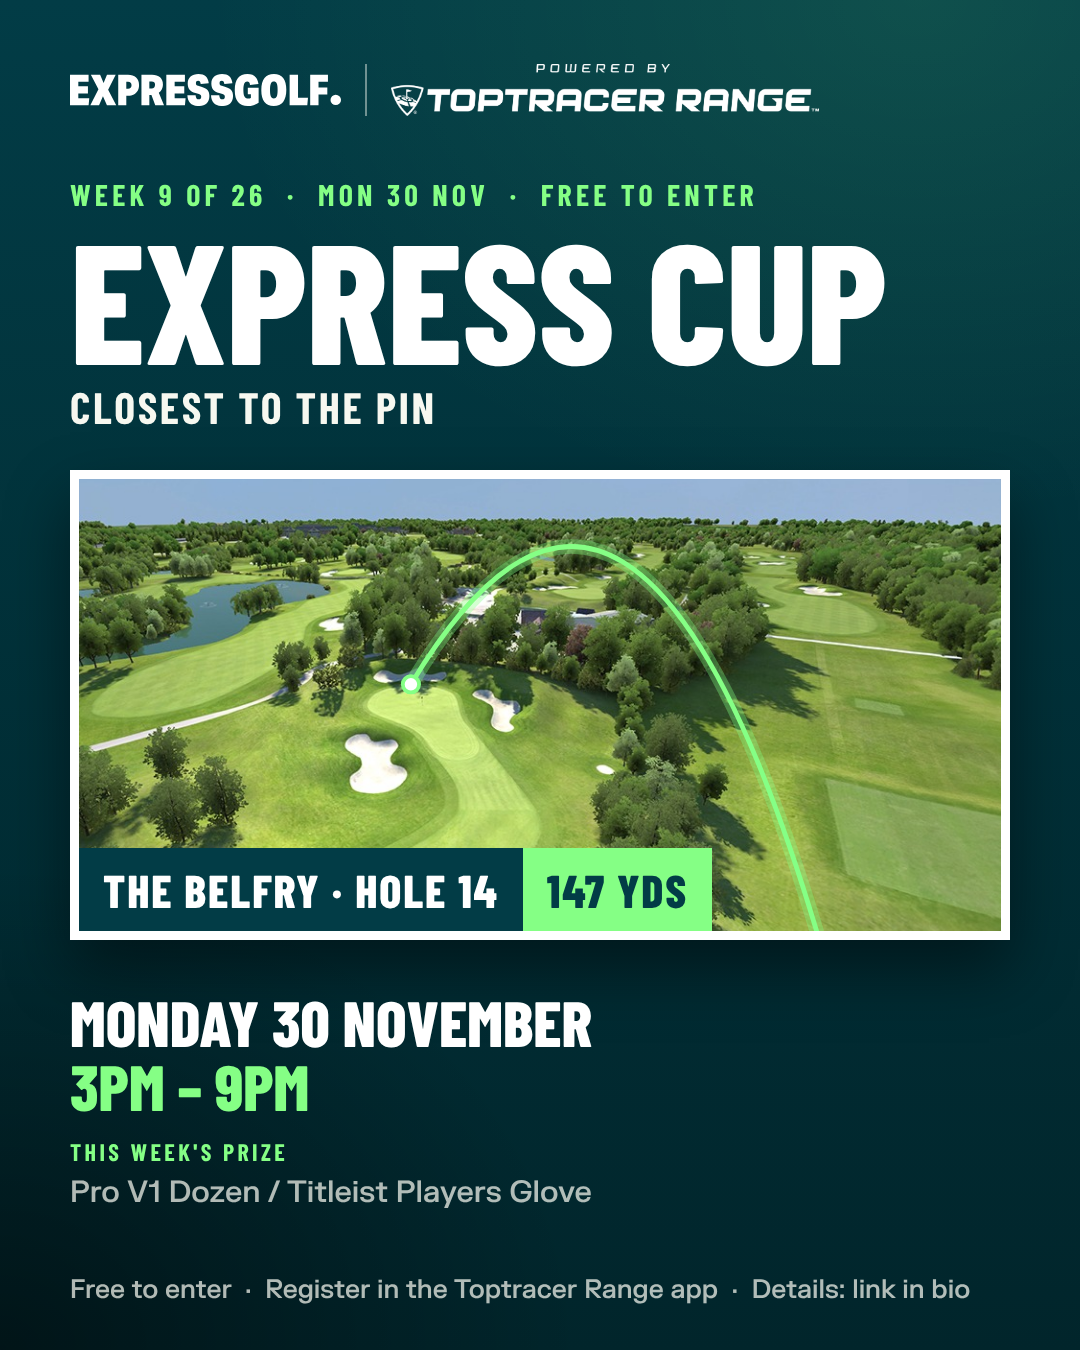 EXPRESSGOLF.
POWERED BY
TOPTRACER RANGE™
WEEK 9 OF 26 · MON 30 NOV · FREE TO ENTER
EXPRESS CUP
CLOSEST TO THE PIN
THE BELFRY · HOLE 14 147 YDS
MONDAY 30 NOVEMBER
3PM – 9PM
THIS WEEK'S PRIZE
Pro V1 Dozen / Titleist Players Glove
Free to enter · Register in the Toptracer Range app · Details: link in bio